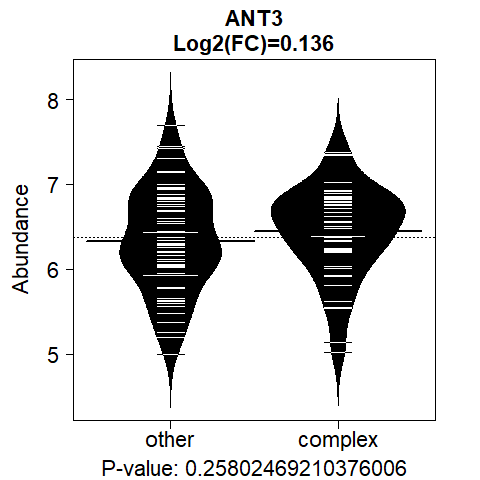 ANT3
Log2(FC)=0.136
8
7
6
5
Abundance
other complex
P-value: 0.25802469210376006